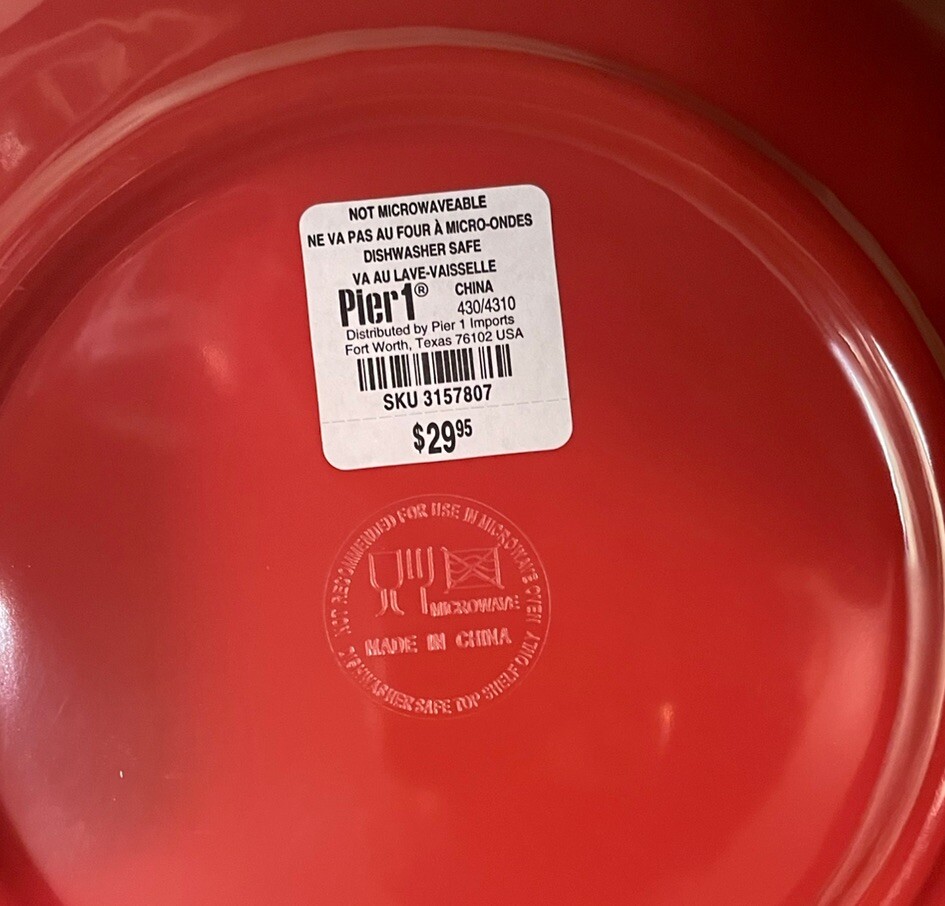 NOT MICROWAVEABLE
NE VA PAS AU FOUR À MICRO-ONDES
DISHWASHER SAFE
VA AU LAVE-VAISSELLE
Pier1® CHINA
430/4310
Distributed by Pier 1 Imports
Fort Worth, Texas 76102 USA
SKU 3157807
$29.95
NOT RECOMMENDED FOR USE IN MICROWAVE OVEN
MICROWAVE
MADE IN CHINA
DISHWASHER SAFE TOP SHELF ONLY